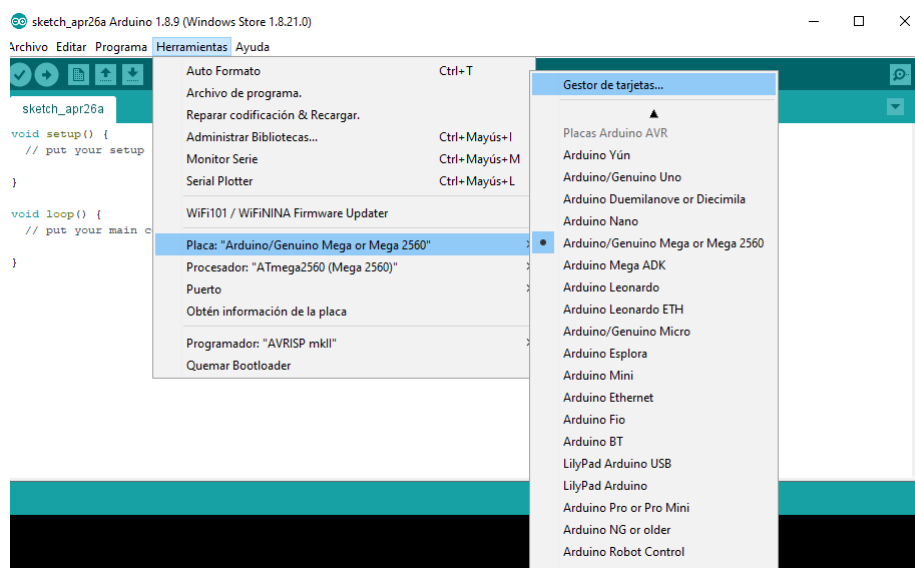 sketch_apr26a Arduino 1.8.9 (Windows Store 1.8.21.0)
Archivo Editar Programa Herramientas Ayuda
sketch_apr26a
void setup() {
// put your setup
}
void loop() {
// put your main c
}
Auto Formato Ctrl+T
Archivo de programa.
Reparar codificación & Recargar.
Administrar Bibliotecas... Ctrl+Mayús+I
Monitor Serie Ctrl+Mayús+M
Serial Plotter Ctrl+Mayús+L
WiFi101 / WiFiNINA Firmware Updater
Placa: "Arduino/Genuino Mega or Mega 2560"
Procesador: "ATmega2560 (Mega 2560)"
Puerto
Obtén información de la placa
Programador: "AVRISP mkII"
Quemar Bootloader
Gestor de tarjetas...
Placas Arduino AVR
Arduino Yún
Arduino/Genuino Uno
Arduino Duemilanove or Diecimila
Arduino Nano
Arduino/Genuino Mega or Mega 2560
Arduino Mega ADK
Arduino Leonardo
Arduino Leonardo ETH
Arduino/Genuino Micro
Arduino Esplora
Arduino Mini
Arduino Ethernet
Arduino Fio
Arduino BT
LilyPad Arduino USB
LilyPad Arduino
Arduino Pro or Pro Mini
Arduino NG or older
Arduino Robot Control